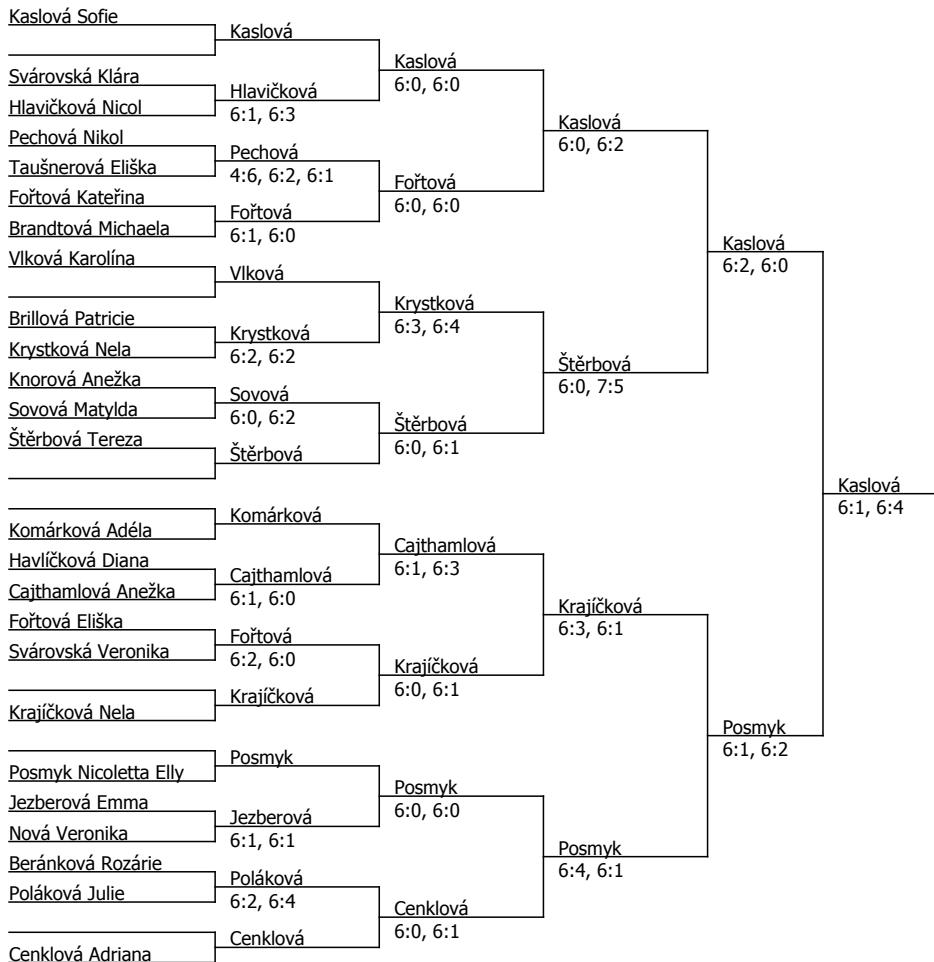 Kaslová Sofie
Svárovská Klára
Hlavičková Nicol
Pechová Nikol
Taušnerová Eliška
Fořtová Kateřina
Brandtová Michaela
Vlková Karolína
Brillová Patricie
Krystková Nela
Knorová Anežka
Sovová Matylda
Štěrbová Tereza
Komárková Adéla
Havlíčková Diana
Cajthamlová Anežka
Fořtová Eliška
Svárovská Veronika
Krajíčková Nela
Posmyk Nicoletta Elly
Jezberová Emma
Nová Veronika
Beránková Rozárie
Poláková Julie
Cenklová Adriana
Kaslová
Hlavičková
6:1, 6:3
Pechová
4:6, 6:2, 6:1
Fořtová
6:1, 6:0
Vlková
Krystková
6:2, 6:2
Sovová
6:0, 6:2
Štěrbová
Komárková
Cajthamlová
6:1, 6:0
Fořtová
6:2, 6:0
Krajíčková
Posmyk
Jezberová
6:1, 6:1
Poláková
6:2, 6:4
Cenklová
Kaslová
6:0, 6:0
Fořtová
6:0, 6:0
Krystková
6:3, 6:4
Štěrbová
6:0, 6:1
Cajthamlová
6:1, 6:3
Krajíčková
6:0, 6:1
Posmyk
6:0, 6:0
Cenklová
6:0, 6:1
Kaslová
6:0, 6:2
Štěrbová
6:0, 7:5
Krajíčková
6:3, 6:1
Posmyk
6:4, 6:1
Kaslová
6:2, 6:0
Posmyk
6:1, 6:2
Kaslová
6:1, 6:4